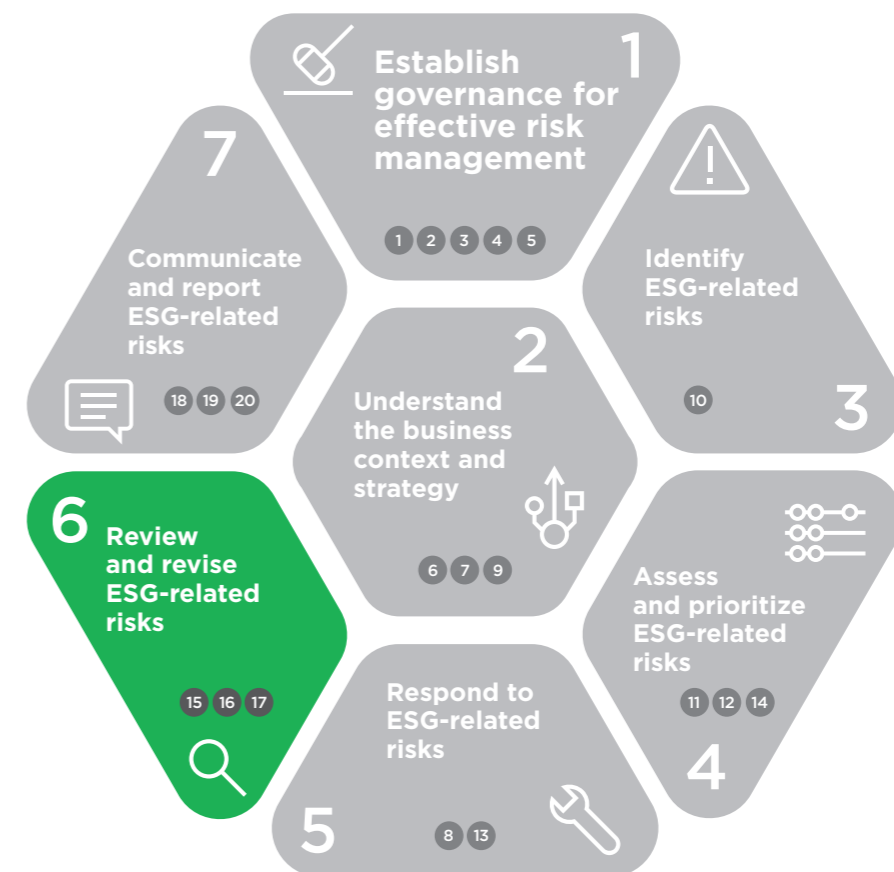 1
Establish
governance for
effective risk
management
1 2 3 4 5
2
Understand
the business
context and
strategy
6 7 9
Identify
ESG-related
risks
10
3
Assess
and prioritize
ESG-related
risks
11 12 14
4
Respond to
ESG-related
risks
5
8 13
6
Review
and revise
ESG-related
risks
15 16 17
7
Communicate
and report
ESG-related
risks
18 19 20